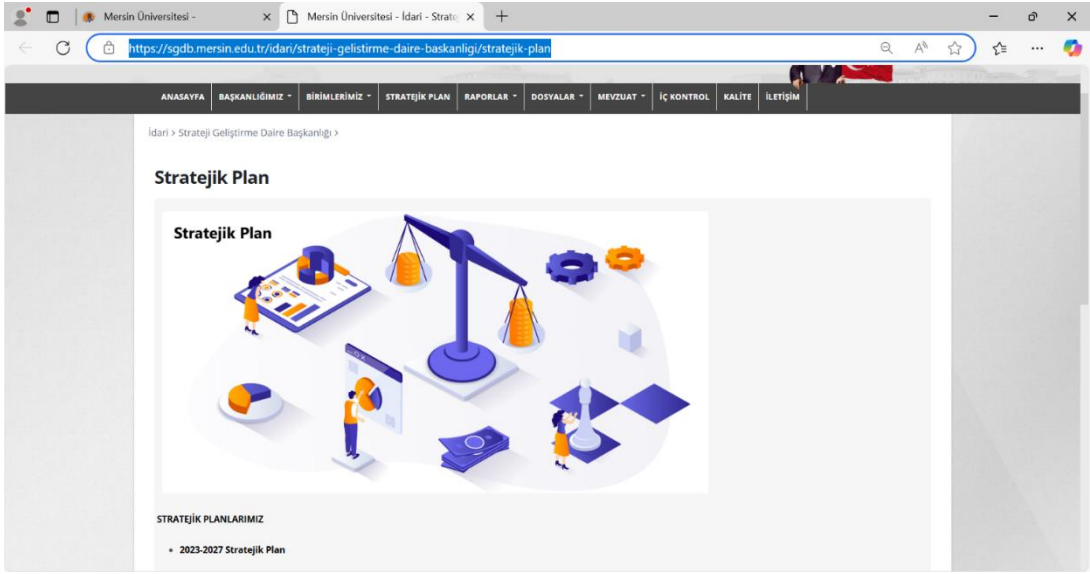 Mersin Üniversitesi -
Mersin Üniversitesi - İdari - Strate
https://sgdb.mersin.edu.tr/idari/strateji-gelistirme-daire-baskanligi/stratejik-plan
ANASAYFA BAŞKANLIĞIMIZ BİRİMLERİMİZ STRATEJİK PLAN RAPORLAR DOSYALAR MEVZUAT İÇ KONTROL KALİTE İLETİŞİM
İdari > Strateji Geliştirme Daire Başkanlığı >
Stratejik Plan
Stratejik Plan
STRATEJİK PLANLARIMIZ
• 2023-2027 Stratejik Plan